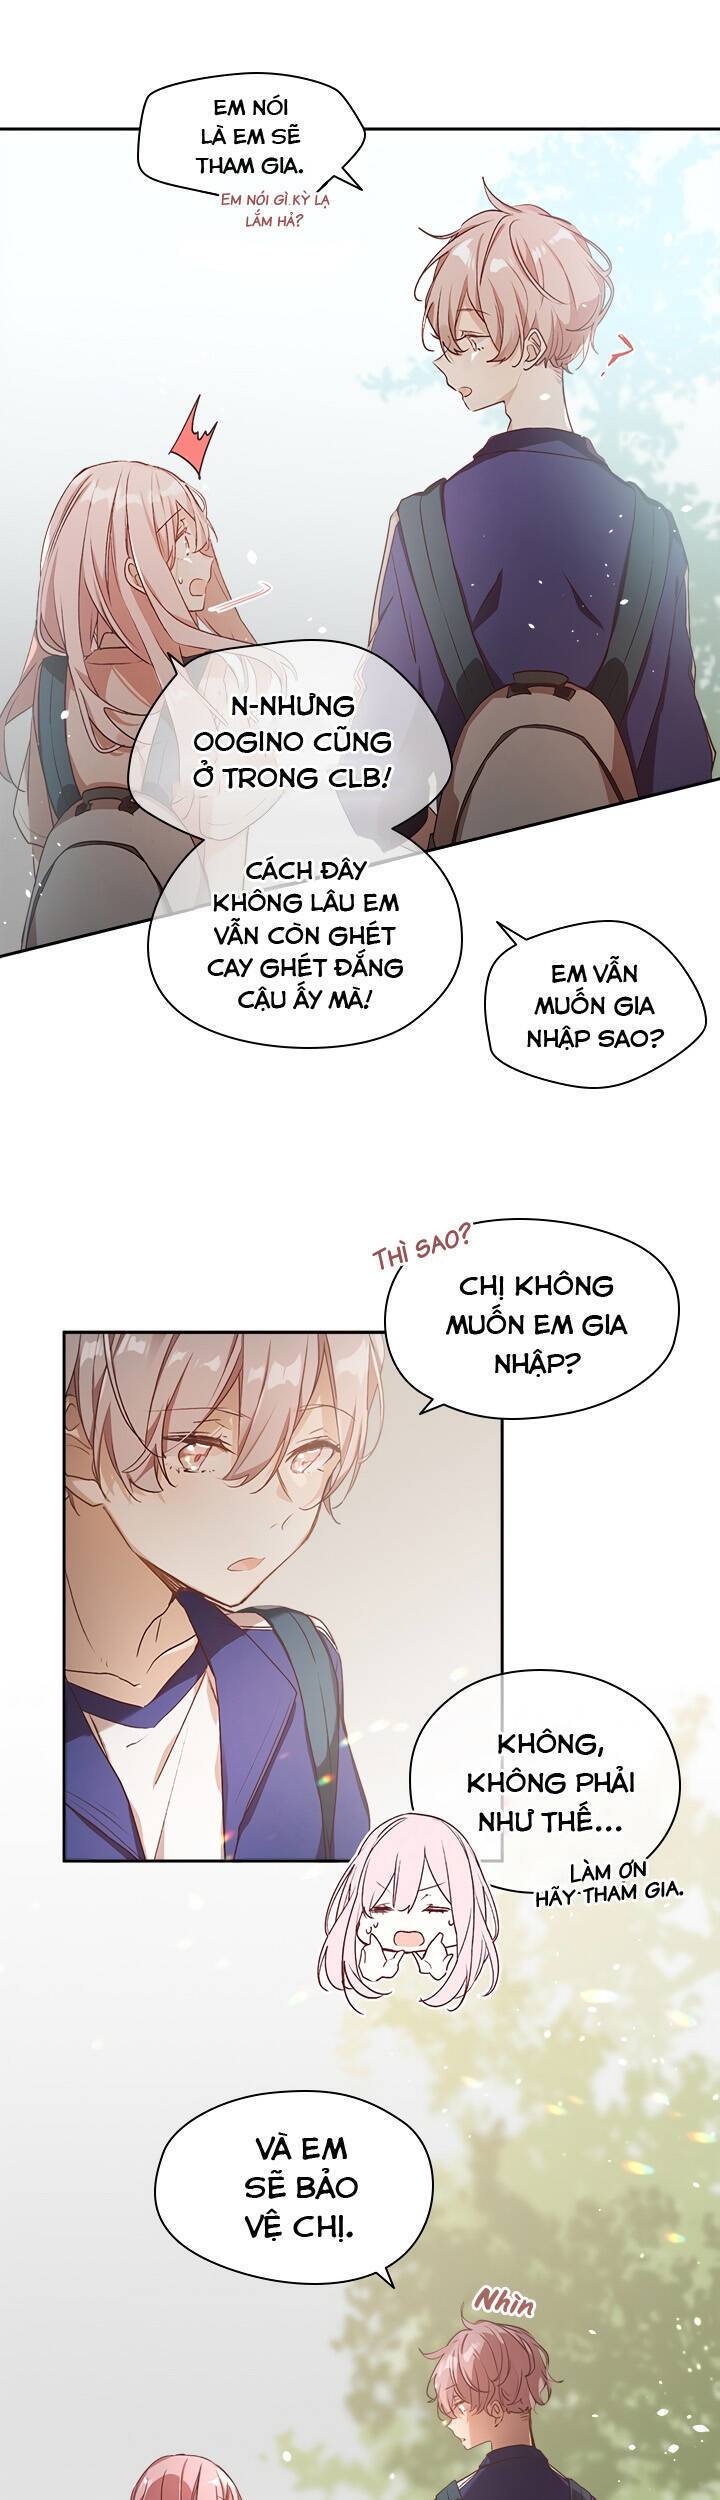 EM NÓI
LÀ EM SẼ
THAM GIA.
EM NÓI GÌ KỲ LẠ
LẮM HẢ?
N-NHƯNG
OOGINO CŨNG
Ở TRONG CLB!
CÁCH ĐÂY
KHÔNG LÂU EM
VẪN CÒN GHÉT
CAY GHÉT ĐẮNG
CẬU ẤY MÀ!
EM VẪN
MUỐN GIA
NHẬP SAO?
THÌ SAO?
CHỊ KHÔNG
MUỐN EM GIA
NHẬP?
KHÔNG,
KHÔNG PHẢI
NHƯ THẾ...
LÀM ƠN
HÃY THAM GIA.
VÀ EM
SẼ BẢO
VỆ CHỊ.
Nhìn